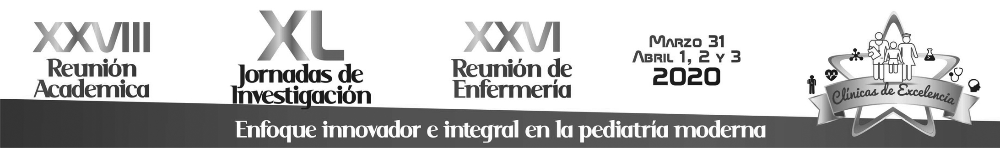 XXVIII
Reunión
Academica
XL
Jornadas de
Investigación
XXVI
Reunión de
Enfermería
Marzo 31
Abril 1, 2 y 3
2020
Clínicas de Excelencia
Enfoque innovador e integral en la pediatría moderna